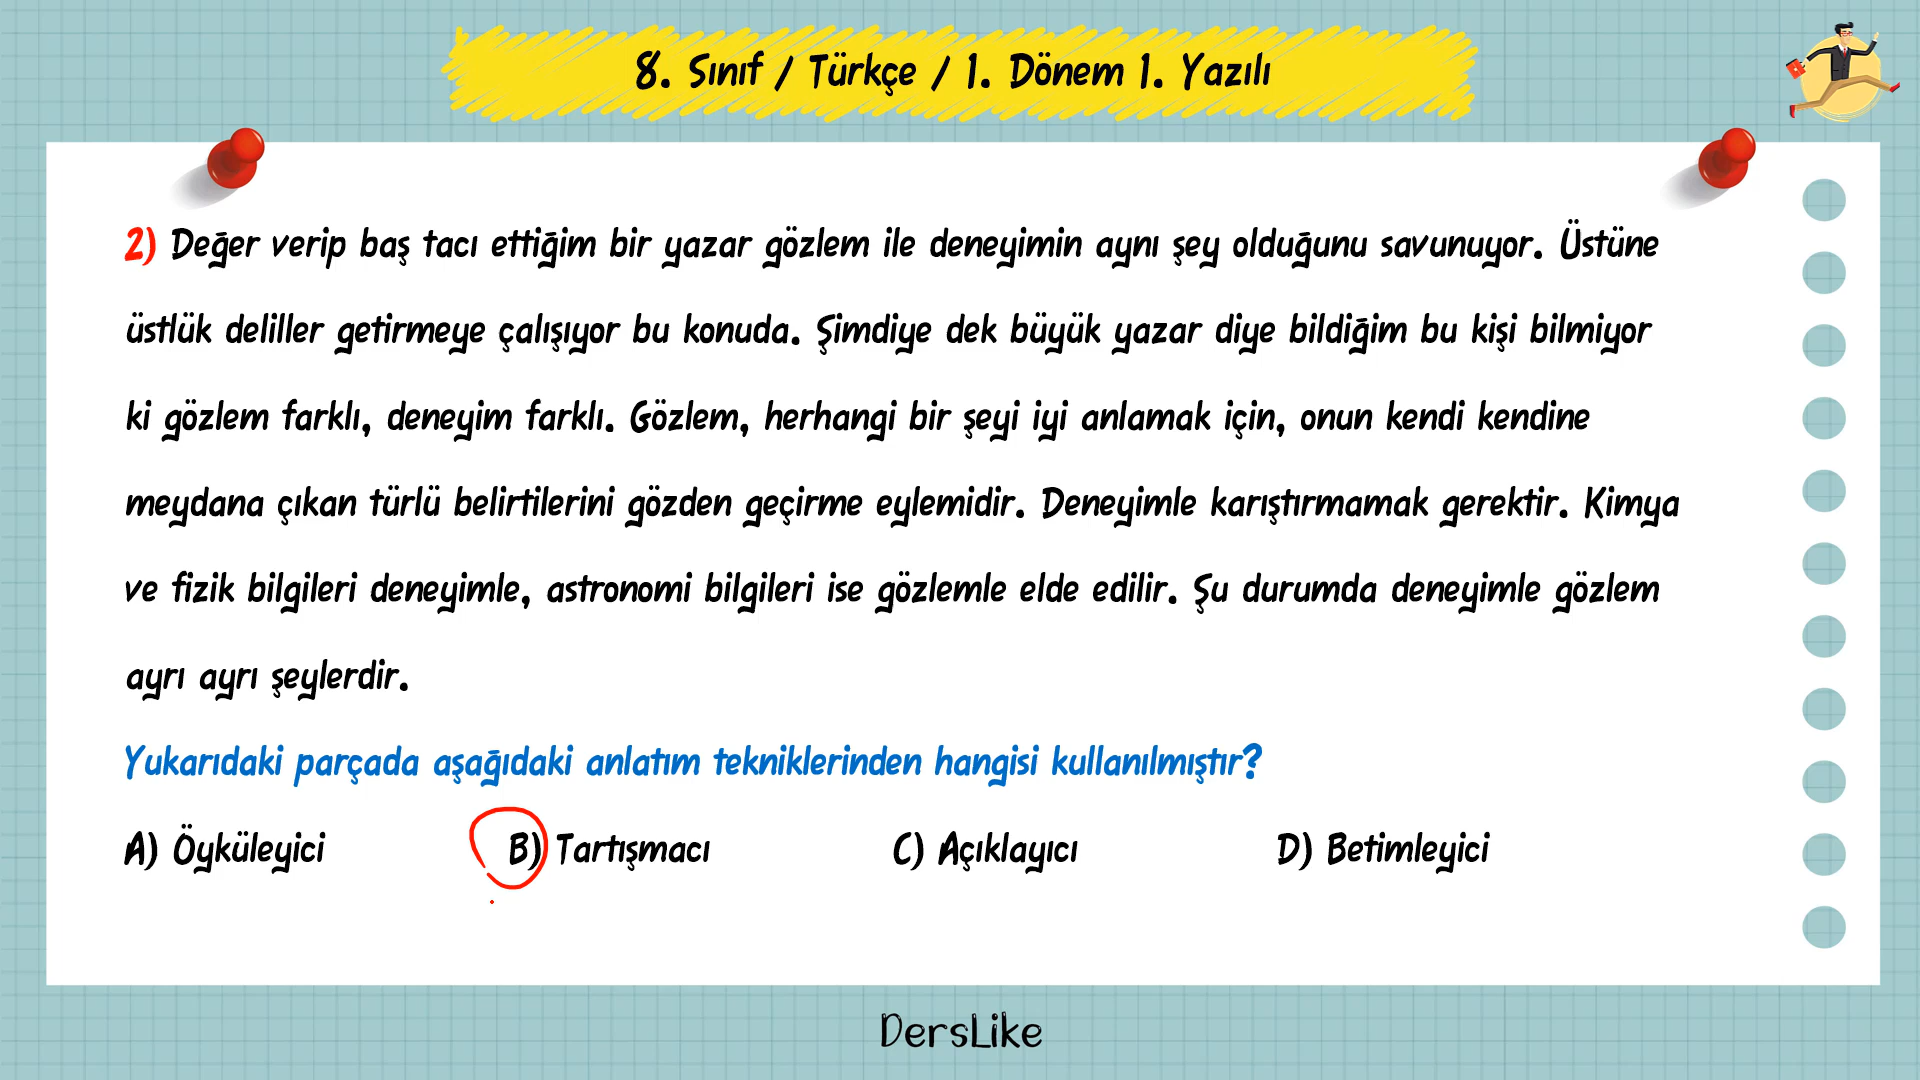 8. Sınıf / Türkçe / 1. Dönem 1. Yazılı
2) Değer verip baş tacı ettiğim bir yazar gözlem ile deneyimin aynı şey olduğunu savunuyor. Üstüne
üstlük deliller getirmeye çalışıyor bu konuda. Şimdiye dek büyük yazar diye bildiğim bu kişi bilmiyor
ki gözlem farklı, deneyim farklı. Gözlem, herhangi bir şeyi iyi anlamak için, onun kendi kendine
meydana çıkan türlü belirtilerini gözden geçirme eylemidir. Deneyimle karıştırmamak gerektir. Kimya
ve fizik bilgileri deneyimle, astronomi bilgileri ise gözlemle elde edilir. Şu durumda deneyimle gözlem
ayrı ayrı şeylerdir.
Yukarıdaki parçada aşağıdaki anlatım tekniklerinden hangisi kullanılmıştır?
A) Öyküleyici B) Tartışmacı C) Açıklayıcı D) Betimleyici
DersLike